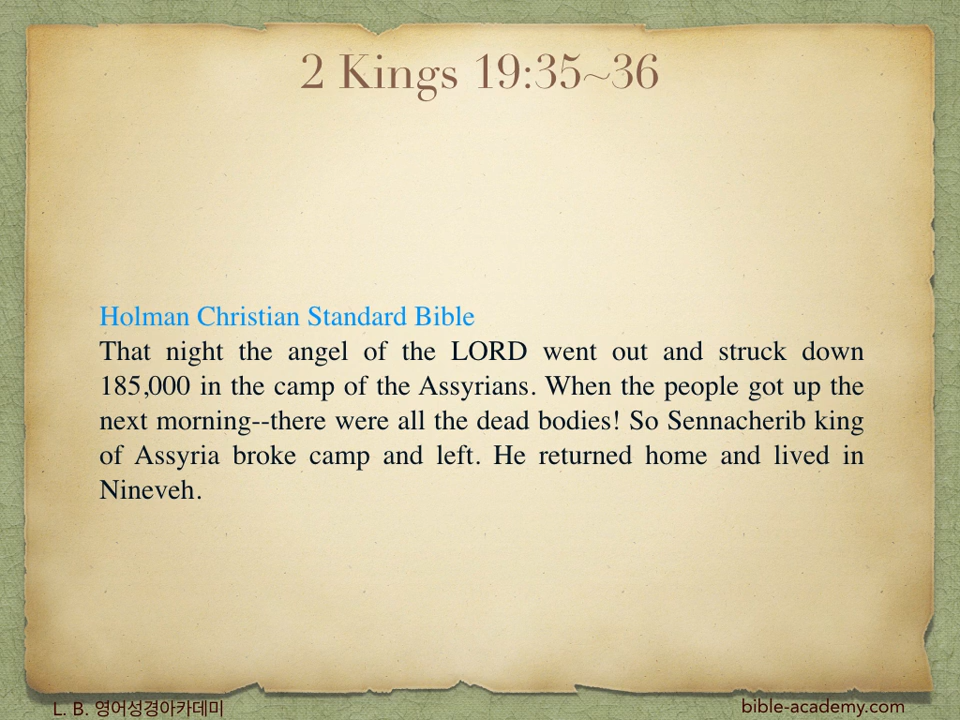 2 Kings 19:35~36
Holman Christian Standard Bible
That night the angel of the LORD went out and struck down
185,000 in the camp of the Assyrians. When the people got up the
next morning--there were all the dead bodies! So Sennacherib king
of Assyria broke camp and left. He returned home and lived in
Nineveh.
L. B. 영어성경아카데미
bible-academy.com